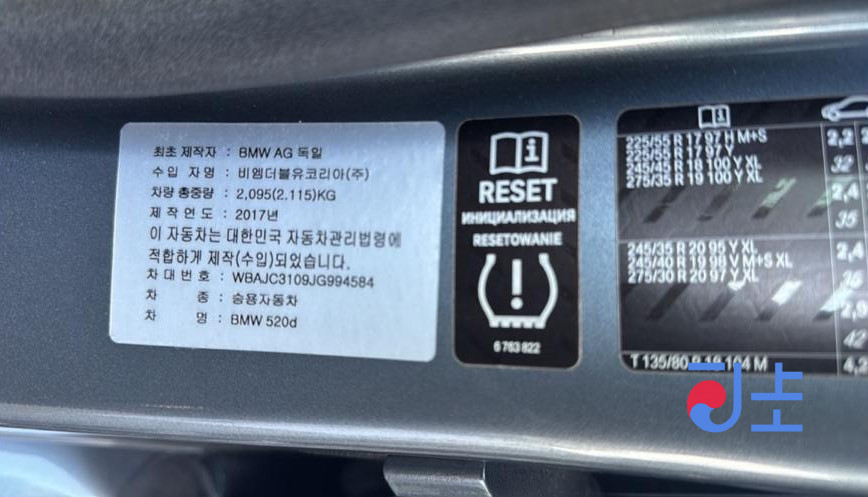 최초 제작자 : BMW AG 독일
수입 자명 : 비엠더블유코리아(주)
차량 총중량 : 2,095(2.115)KG
제작연도 : 2017년
이 자동차는 대한민국 자동차관리법령에
적합하게 제작(수입)되었습니다.
차대번호 : WBAJC3109JG994584
차 종 : 승용자동차
차 명 : BMW 520d
RESET
ИНИЦИАЛИЗАЦИЯ
RESETOWANIE
6 763 822
225/55 R 17 97 H M+S
225/55 R 17 97 Y
245/45 R 18 100 Y XL
275/35 R 19 100 Y XL
2,2
32
2,4
35
245/35 R 20 95 Y XL
245/40 R 19 98 V M+S XL
275/30 R 20 97 Y XL
2,4
42
T 135/80 R 18 104 M
4,2